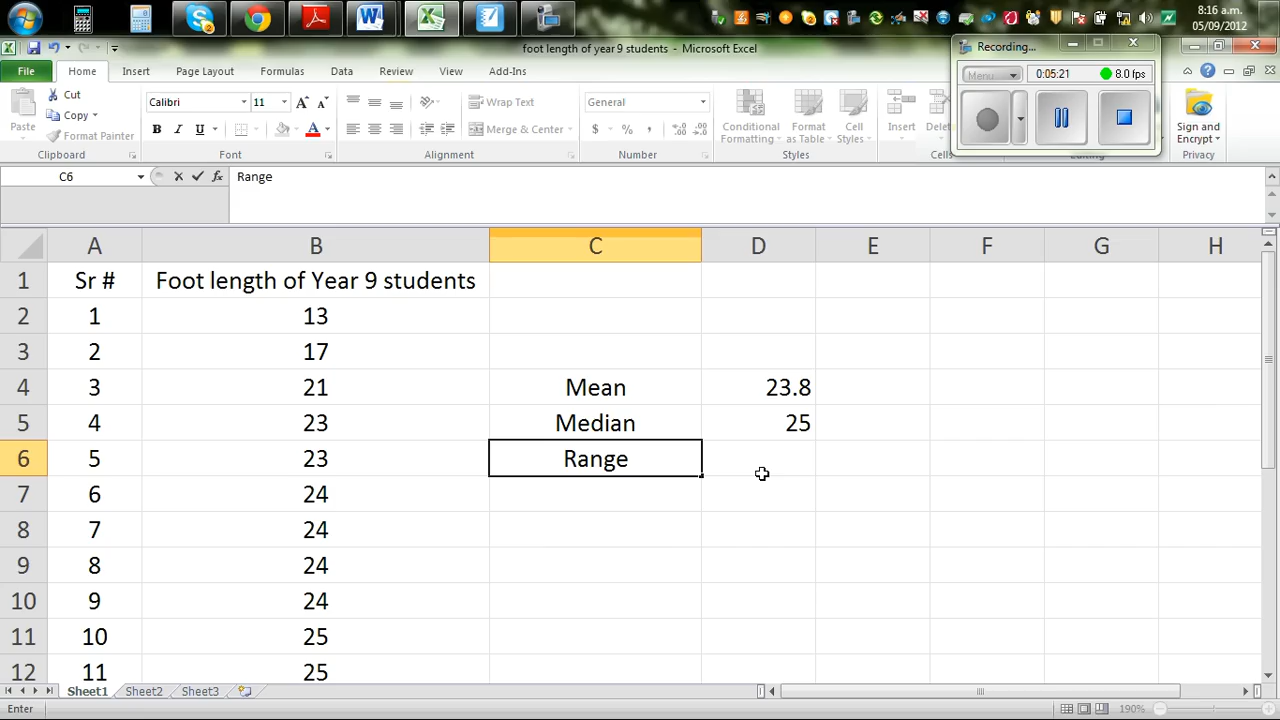 8:16 a.m.
05/09/2012
foot length of year 9 students - Microsoft Excel
Recording...
File Home Insert Page Layout Formulas Data Review View Add-Ins
Menu 0:05:21 8.0 fps
Paste Cut Copy Format Painter
Clipboard
Calibri 11
B I U A
Font
Wrap Text
Merge & Center
Alignment
General
$ % ,
Number
Conditional Formatting Format as Table Cell Styles
Styles
Insert
Cells
Editing
Sign and Encrypt
Privacy
C6 fx Range
A B C D E F G H
1 Sr # Foot length of Year 9 students
2 1 13
3 2 17
4 3 21 Mean 23.8
5 4 23 Median 25
6 5 23 Range
7 6 24
8 7 24
9 8 24
10 9 24
11 10 25
12 11 25
Sheet1 Sheet2 Sheet3
Enter 190%